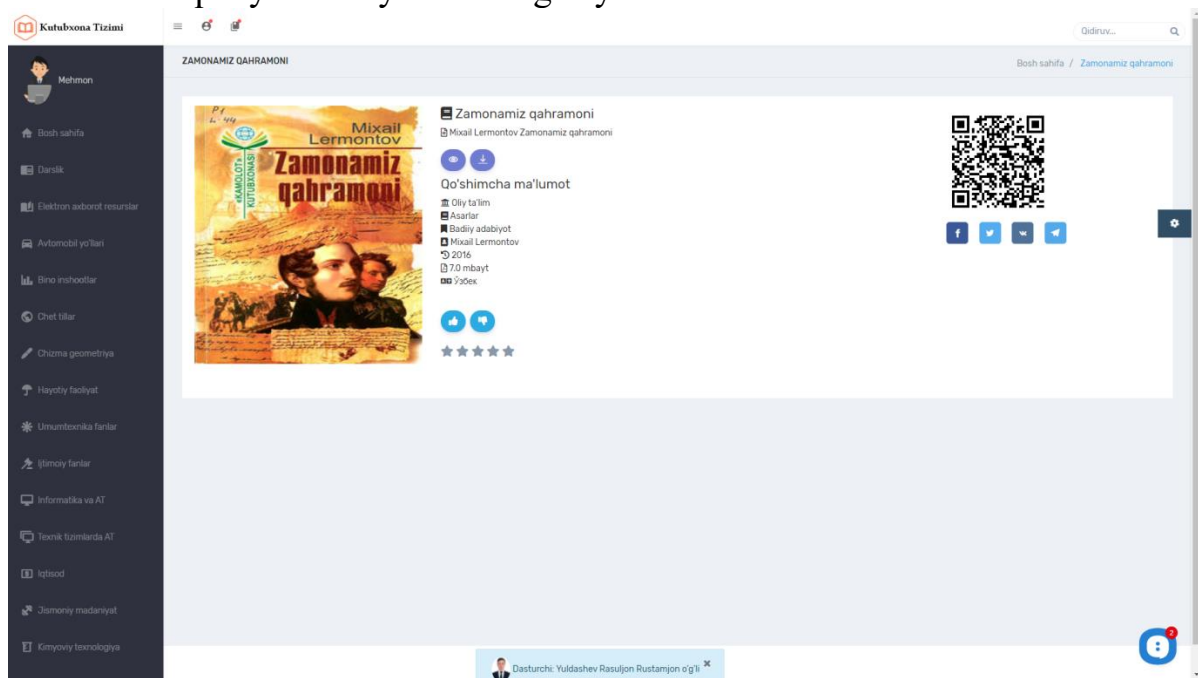 Kutubxona Tizimi
Qidiruv...
Mehmon
Bosh sahifa
Darslik
Elektron axborot resurslar
Avtomobil yo'llari
Bino inshootlar
Chet tillar
Chizma geometriya
Hayotiy faoliyat
Umumtexnika fanlar
Ijtimoiy fanlar
Informatika va AT
Texnik tizimlarda AT
Iqtisod
Jismoniy madaniyat
Kimyoviy texnologiya
ZAMONAMIZ QAHRAMONI
Bosh sahifa / Zamonamiz qahramoni
Mixail
Lermontov
Zamonamiz
qahramoni
«KAMOLOT»
KUTUBXONASI
Zamonamiz qahramoni
Mixail Lermontov Zamonamiz qahramoni
Qo'shimcha ma'lumot
Oliy ta'lim
Asarlar
Badiiy adabiyot
Mixail Lermontov
2016
7.0 mbayt
Ўзбек
2
Dasturchi: Yuldashev Rasuljon Rustamjon o'g'li